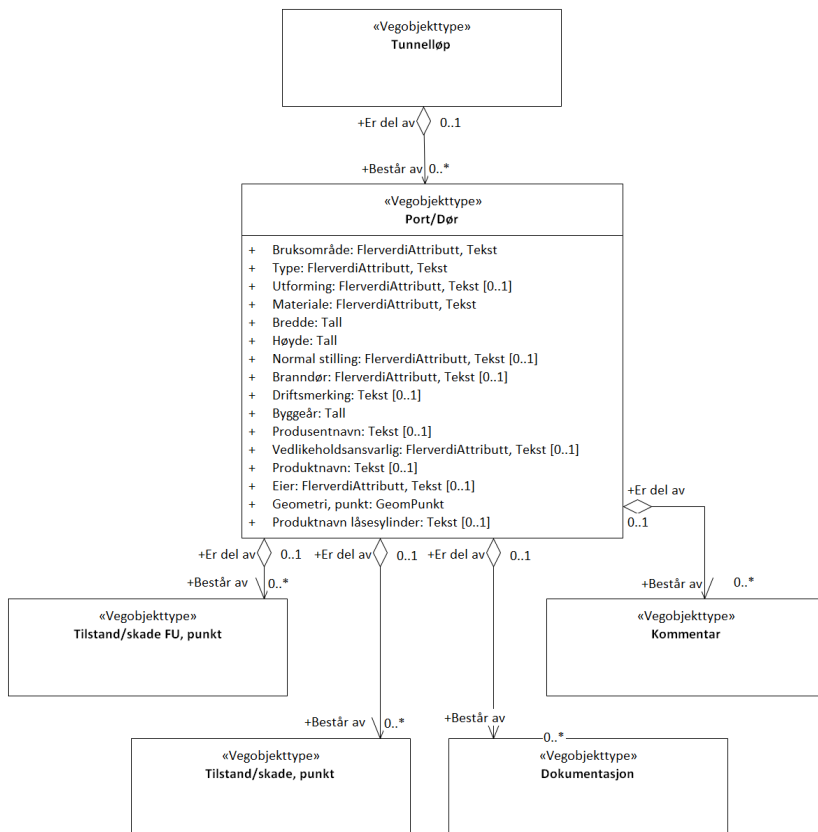 «Vegobjekttype»
Tunnelløp
+Er del av 0..1
+Består av 0..*
«Vegobjekttype»
Port/Dør
+ Bruksområde: FlerverdiAttributt, Tekst
+ Type: FlerverdiAttributt, Tekst
+ Utforming: FlerverdiAttributt, Tekst [0..1]
+ Materiale: FlerverdiAttributt, Tekst
+ Bredde: Tall
+ Høyde: Tall
+ Normal stilling: FlerverdiAttributt, Tekst [0..1]
+ Branndør: FlerverdiAttributt, Tekst [0..1]
+ Driftsmerking: Tekst [0..1]
+ Byggeår: Tall
+ Produsentnavn: Tekst [0..1]
+ Vedlikeholdsansvarlig: FlerverdiAttributt, Tekst [0..1]
+ Produktnavn: Tekst [0..1]
+ Eier: FlerverdiAttributt, Tekst [0..1]
+ Geometri, punkt: GeomPunkt
+ Produktnavn låsesylinder: Tekst [0..1]
+Er del av
0..1
+Er del av 0..1 +Er del av 0..1 +Er del av 0..1
+Består av 0..*
+Består av 0..*
«Vegobjekttype»
Tilstand/skade FU, punkt
«Vegobjekttype»
Kommentar
+Består av 0..*
+Består av
0..*
«Vegobjekttype»
Tilstand/skade, punkt
«Vegobjekttype»
Dokumentasjon